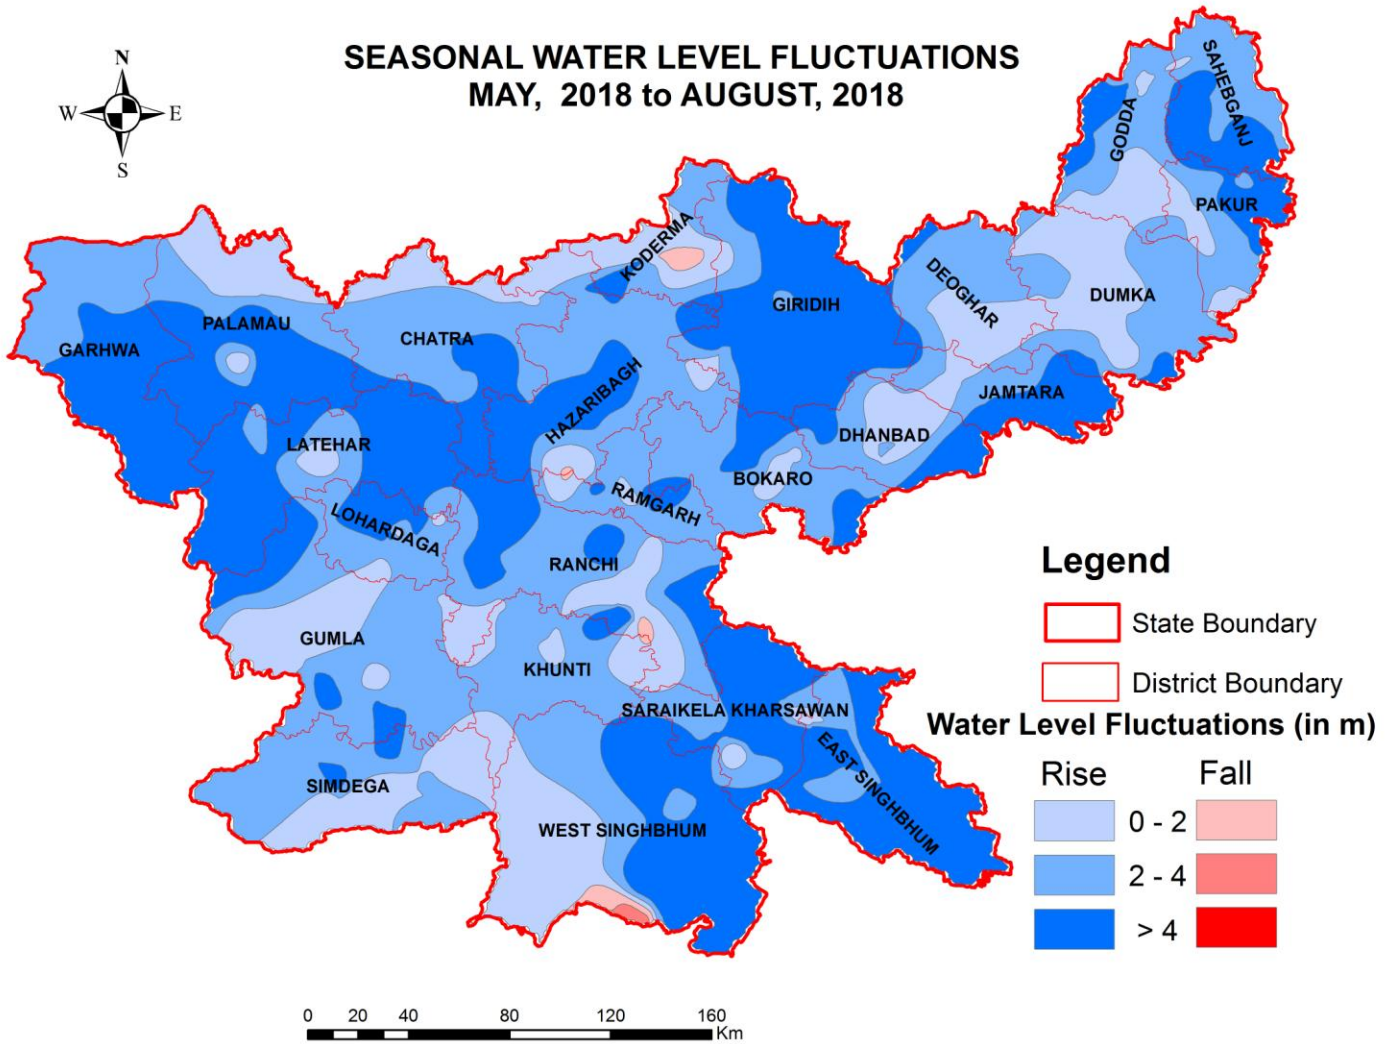 SEASONAL WATER LEVEL FLUCTUATIONS
MAY, 2018 to AUGUST, 2018
N
W E
S
SAHEBGANJ
GODDA
PAKUR
KODERMA
DEOGHAR
DUMKA
GIRIDIH
PALAMAU
CHATRA
GARHWA
HAZARIBAGH
JAMTARA
DHANBAD
LATEHAR
BOKARO
RAMGARH
LOHARDAGA
RANCHI
GUMLA
KHUNTI
SARAIKELA KHARSAWAN
EAST SINGHBHUM
SIMDEGA
WEST SINGHBHUM
Legend
State Boundary
District Boundary
Water Level Fluctuations (in m)
Rise Fall
0 - 2
2 - 4
> 4
0 20 40 80 120 160
Km